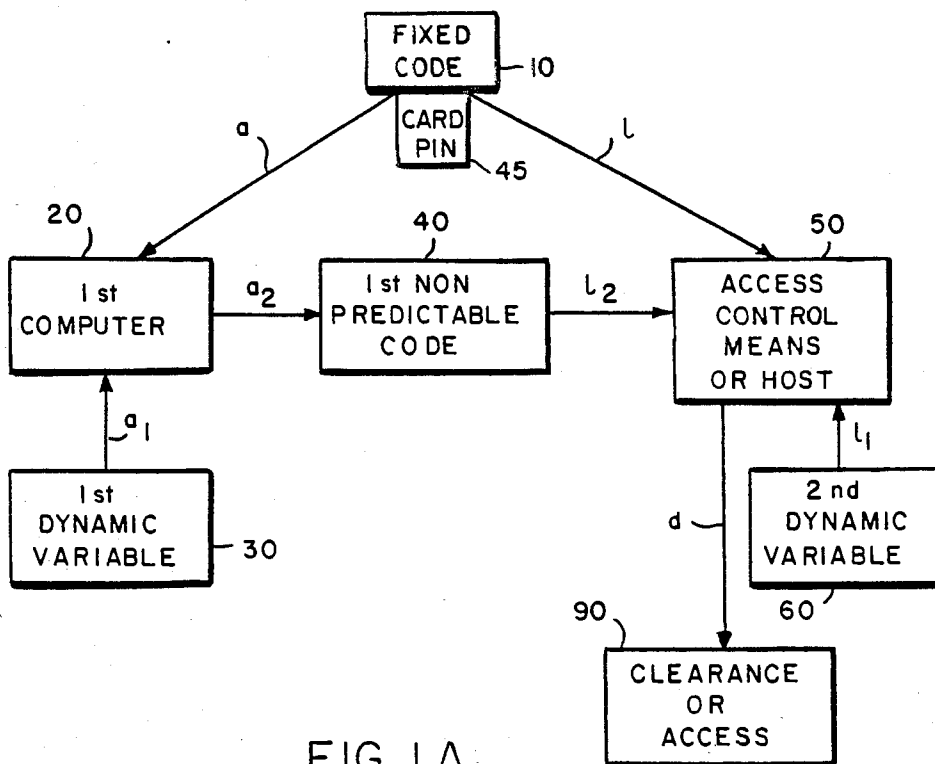 FIXED
CODE
10
CARD
PIN
45
a
l
20
40
50
1st
COMPUTER
a2
1st NON
PREDICTABLE
CODE
l2
ACCESS
CONTROL
MEANS
OR HOST
a1
l1
1st
DYNAMIC
VARIABLE
30
d
2nd
DYNAMIC
VARIABLE
60
90
CLEARANCE
OR
ACCESS
FIG. 1A.